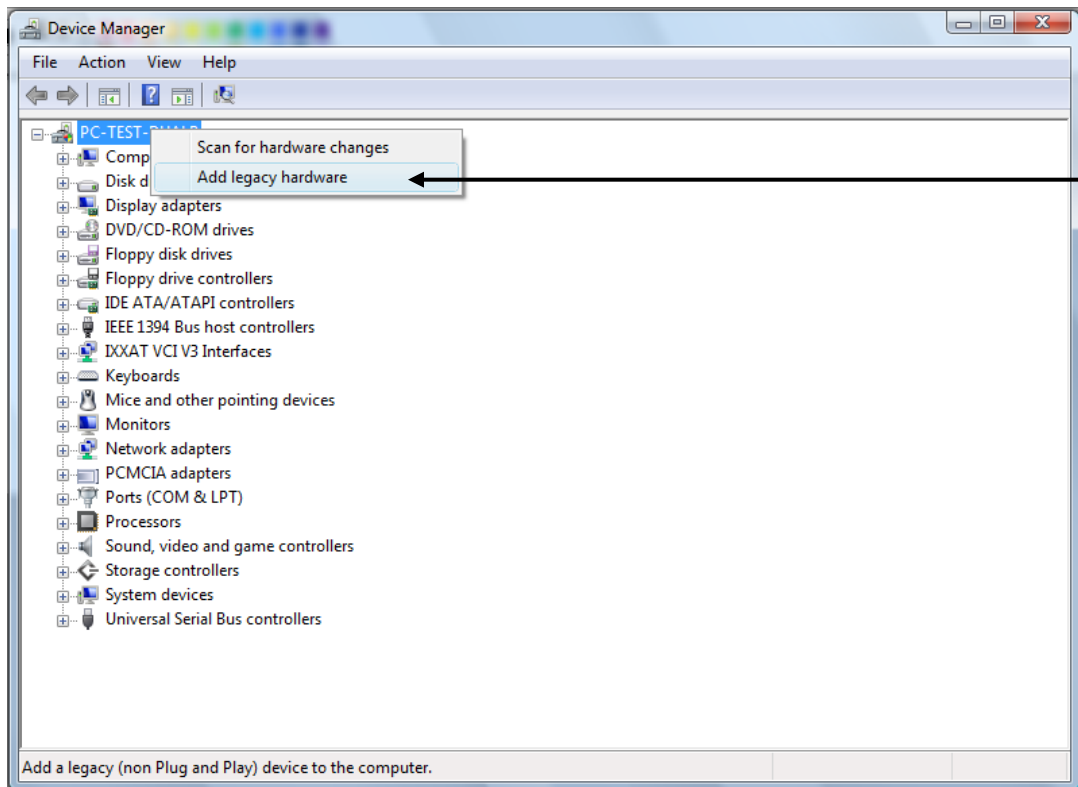 Device Manager
File Action View Help
PC-TEST-
Scan for hardware changes
Add legacy hardware
Comp
Disk d
Display adapters
DVD/CD-ROM drives
Floppy disk drives
Floppy drive controllers
IDE ATA/ATAPI controllers
IEEE 1394 Bus host controllers
IXXAT VCI V3 Interfaces
Keyboards
Mice and other pointing devices
Monitors
Network adapters
PCMCIA adapters
Ports (COM & LPT)
Processors
Sound, video and game controllers
Storage controllers
System devices
Universal Serial Bus controllers
Add a legacy (non Plug and Play) device to the computer.